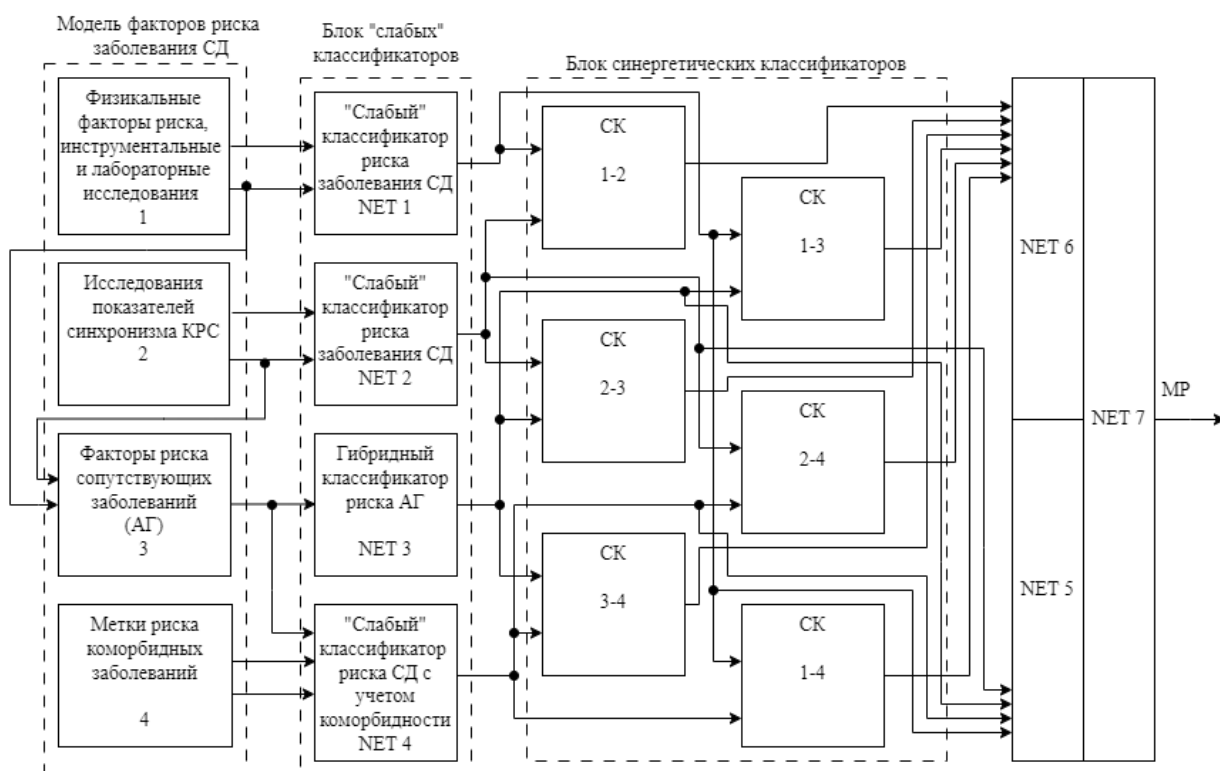 Модель факторов риска
заболевания СД
Физикальные
факторы риска,
инструментальные
и лабораторные
исследования
1
Исследования
показателей
синхронизма КРС
2
Факторы риска
сопутствующих
заболеваний
(АГ)
3
Метки риска
коморбидных
заболеваний
4
Блок "слабых"
классификаторов
"Слабый"
классификатор
риска
заболевания СД
NET 1
"Слабый"
классификатор
риска
заболевания СД
NET 2
Гибридный
классификатор
риска АГ
NET 3
"Слабый"
классификатор
риска СД с
учетом
коморбидности
NET 4
Блок синергетических классификаторов
СК
1-2
СК
1-3
СК
2-3
СК
2-4
СК
3-4
СК
1-4
NET 6
NET 5
NET 7
МР